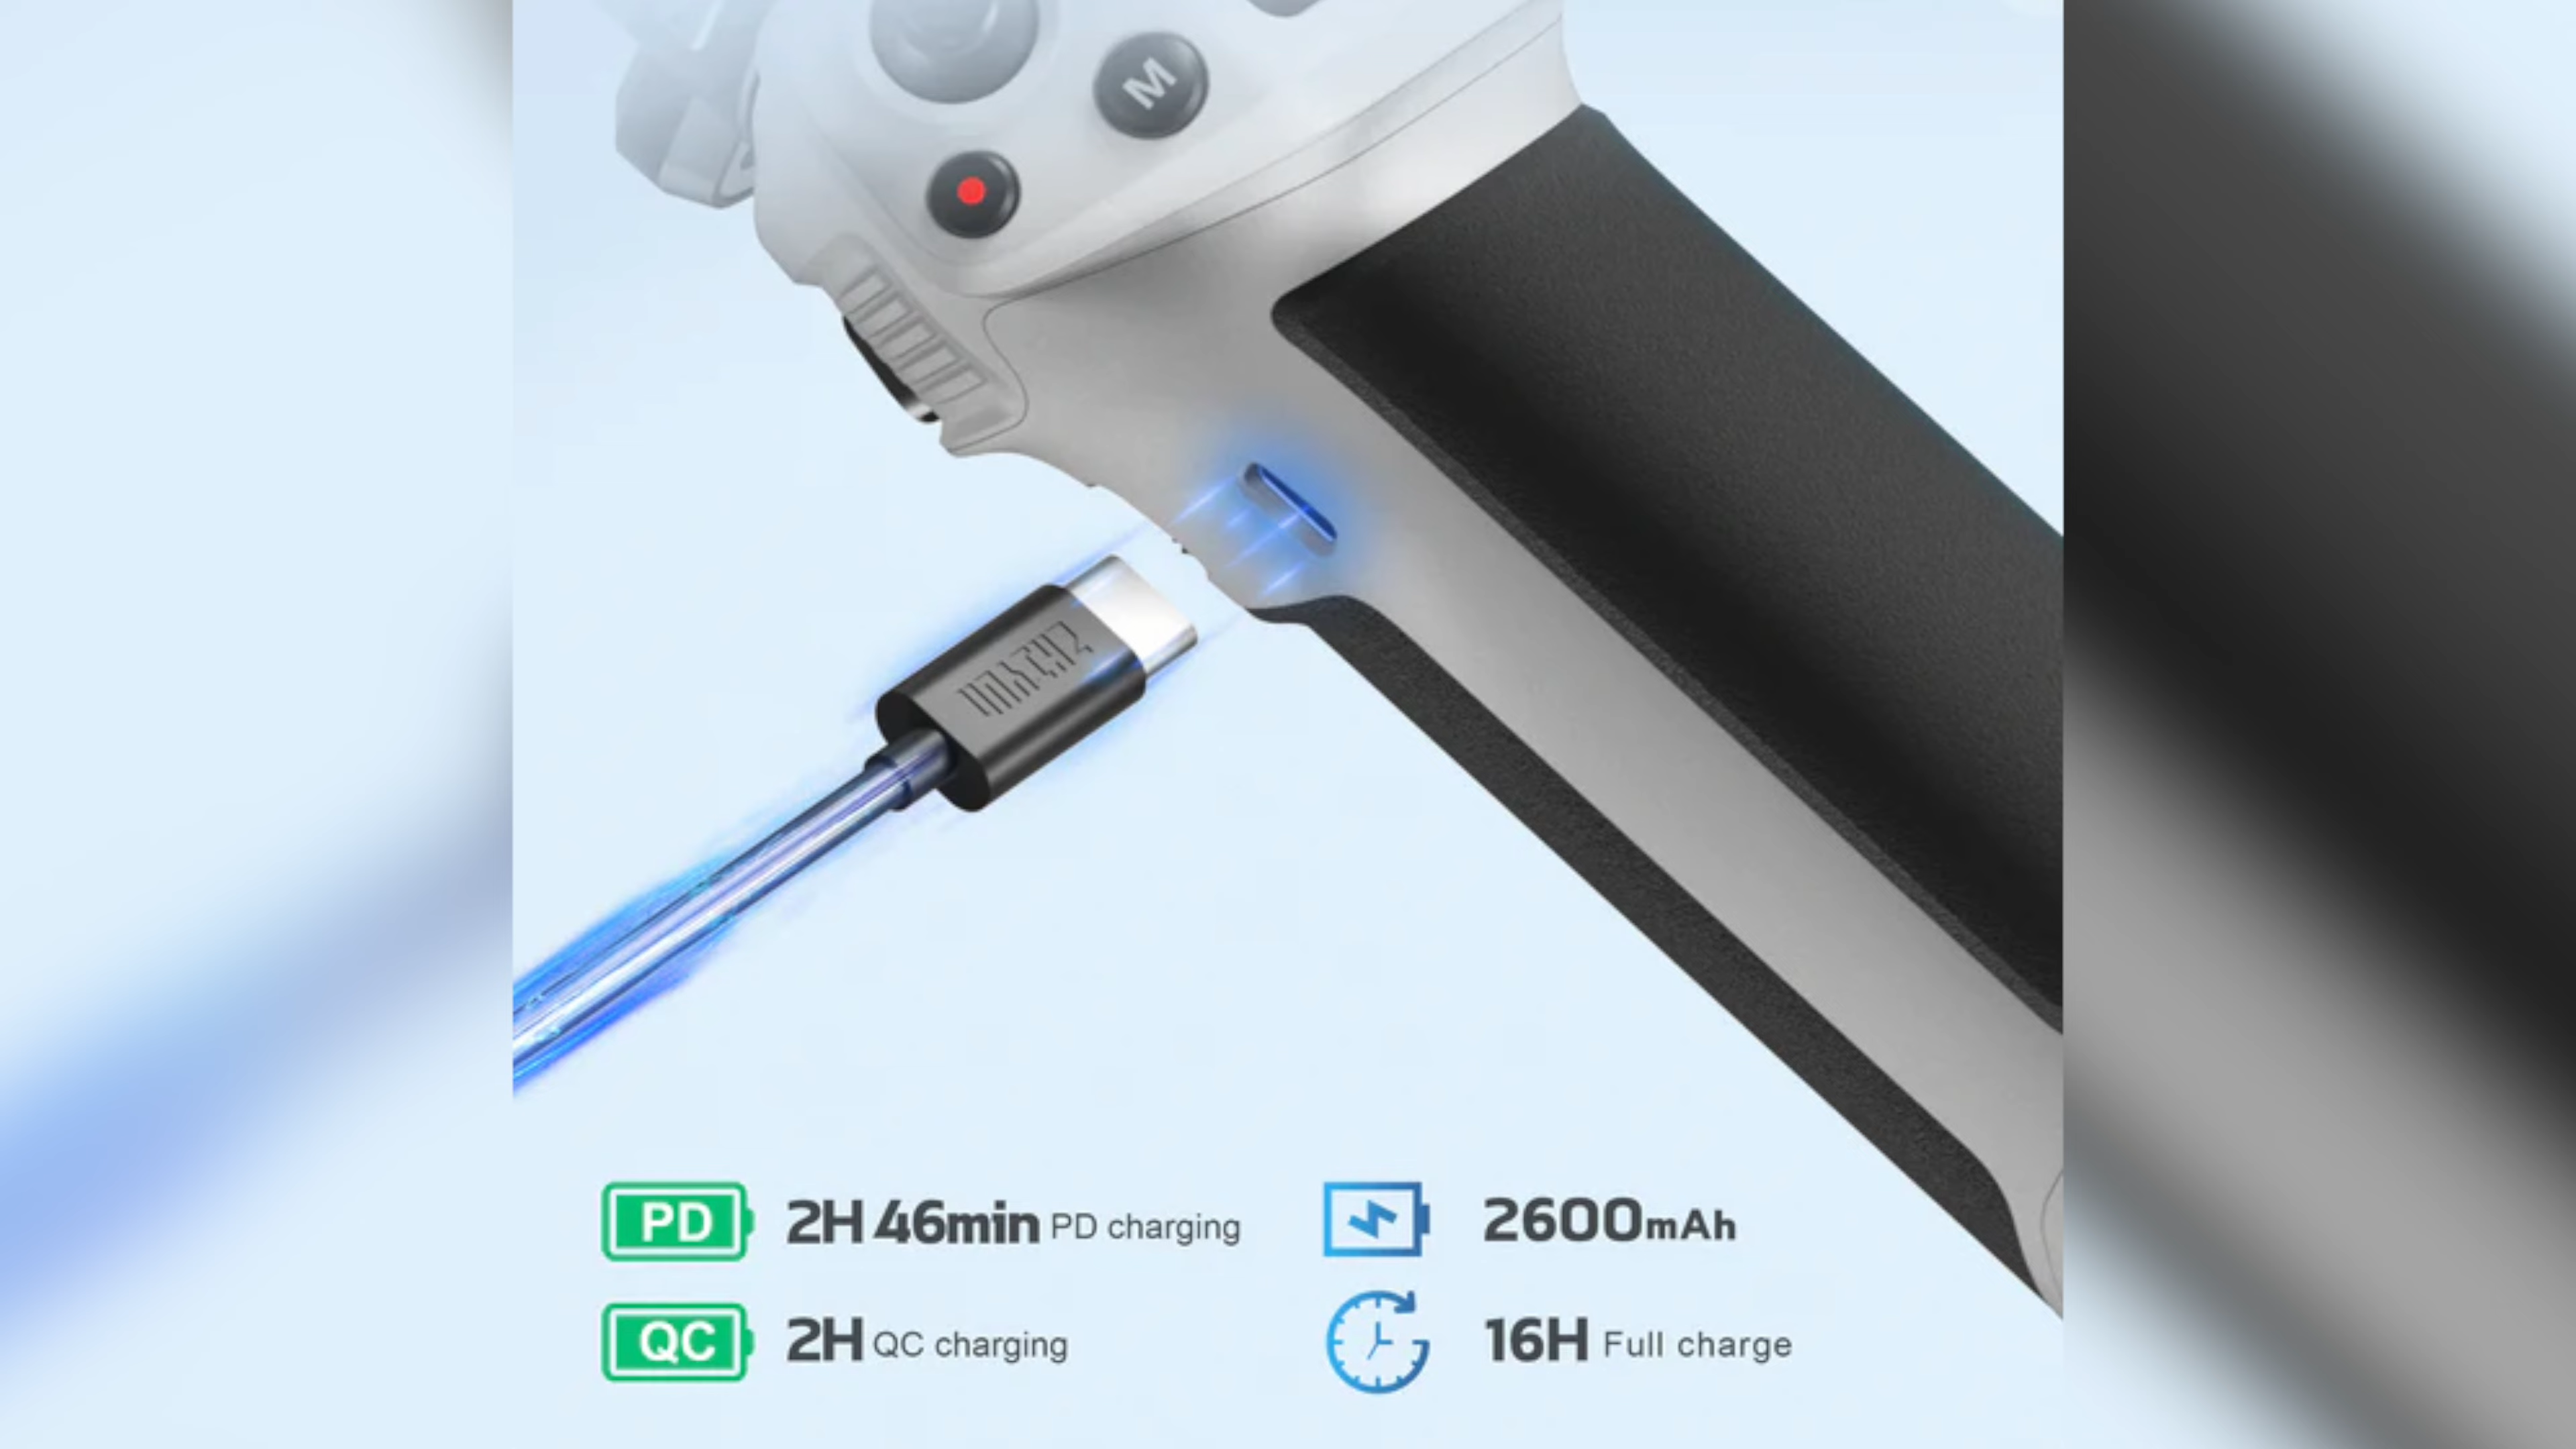 M
PD 2H 46min PD charging
2600mAh
QC 2H QC charging
16H Full charge